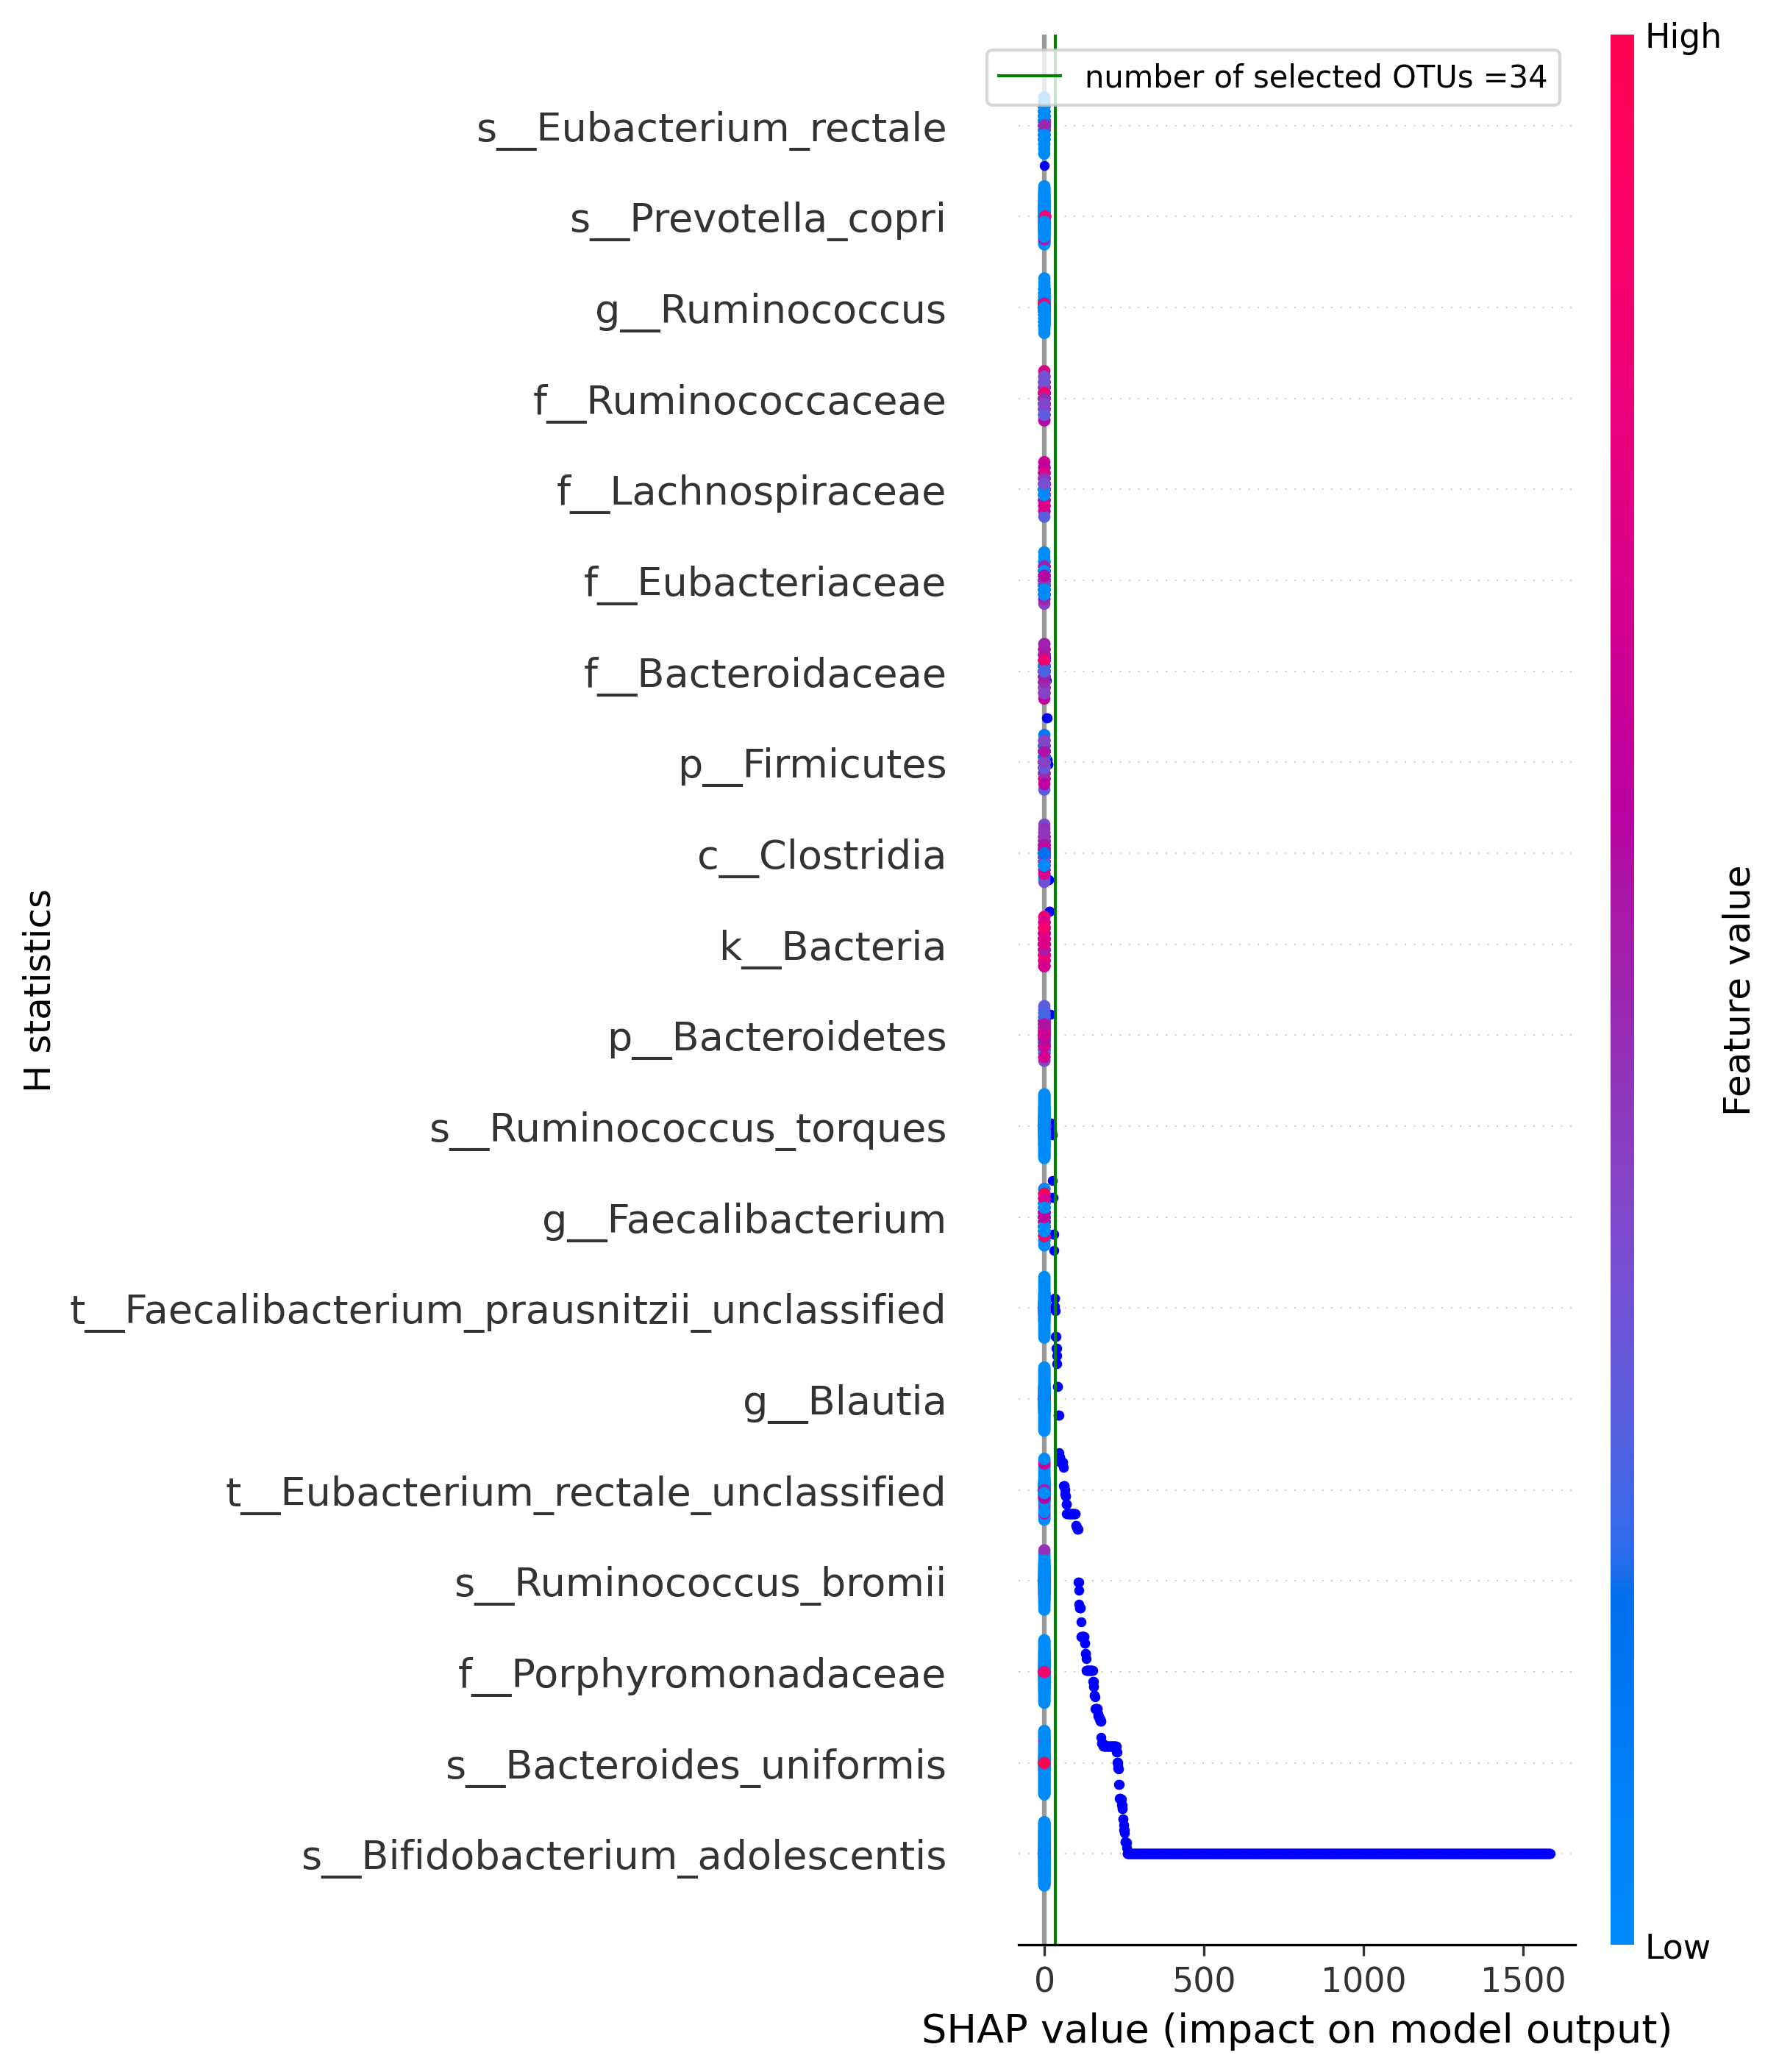 High
number of selected OTUs =34
s__Eubacterium_rectale
s__Prevotella_copri
g__Ruminococcus
f__Ruminococcaceae
f__Lachnospiraceae
f__Eubacteriaceae
f__Bacteroidaceae
p__Firmicutes
c__Clostridia
k__Bacteria
p__Bacteroidetes
s__Ruminococcus_torques
g__Faecalibacterium
t__Faecalibacterium_prausnitzii_unclassified
g__Blautia
t__Eubacterium_rectale_unclassified
s__Ruminococcus_bromii
f__Porphyromonadaceae
s__Bacteroides_uniformis
s__Bifidobacterium_adolescentis
H statistics
Feature value
Low
0 500 1000 1500
SHAP value (impact on model output)